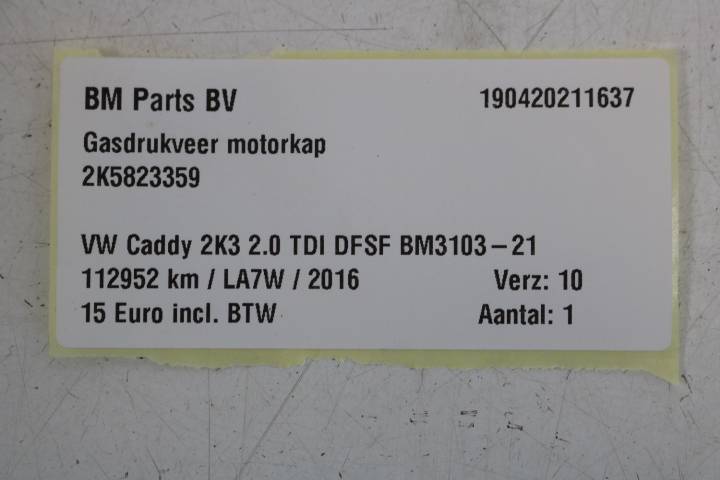 BM Parts BV 190420211637
Gasdrukveer motorkap
2K5823359
VW Caddy 2K3 2.0 TDI DFSF BM3103-21
112952 km / LA7W / 2016 Verz: 10
15 Euro incl. BTW Aantal: 1